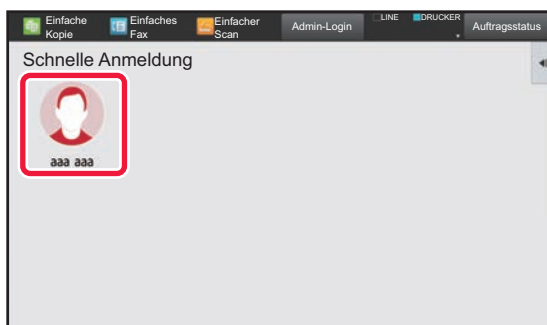 Einfache
Kopie
Einfaches
Fax
Einfacher
Scan
Admin-Login
LINE
DRUCKER
Auftragsstatus
Schnelle Anmeldung
aaa aaa